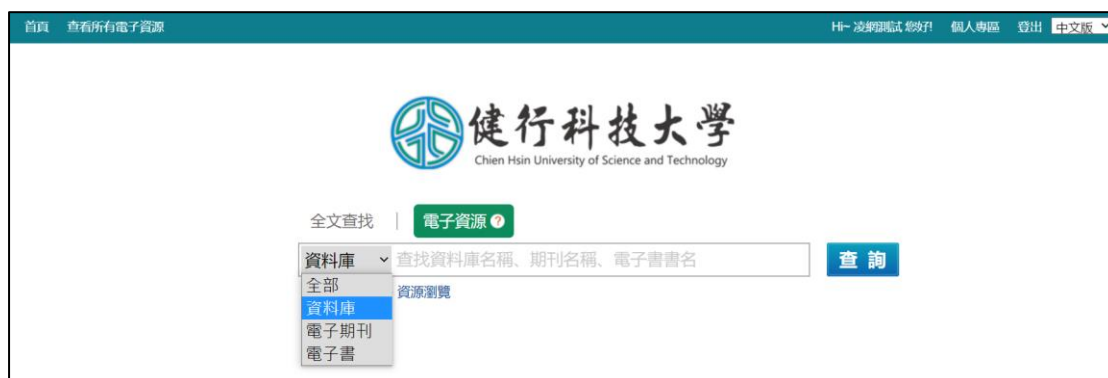 首頁 查看所有電子資源 Hi~ 凌網測試 您好! 個人專區 登出 中文版
健行科技大學
Chien Hsin University of Science and Technology
全文查找 | 電子資源 ?
資料庫 查找資料庫名稱、期刊名稱、電子書書名 查詢
全部
資源瀏覽
資料庫
電子期刊
電子書